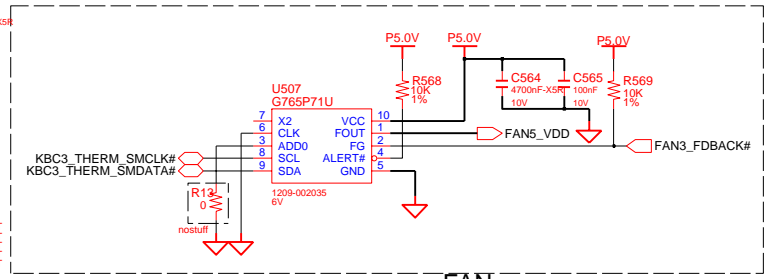 P5.0V
P5.0V
P5.0V
R568
10K
1%
C564
4700nF-X5R
10V
C565
100nF
10V
R569
10K
1%
U507
G765P71U
7 X2 VCC 10
6 CLK FOUT 1
3 ADD0 FG 2
8 SCL ALERT# 4
9 SDA GND 5
FAN5_VDD
FAN3_FDBACK#
KBC3_THERM_SMCLK#
KBC3_THERM_SMDATA#
1209-002035
6V
R13
0
nostuff